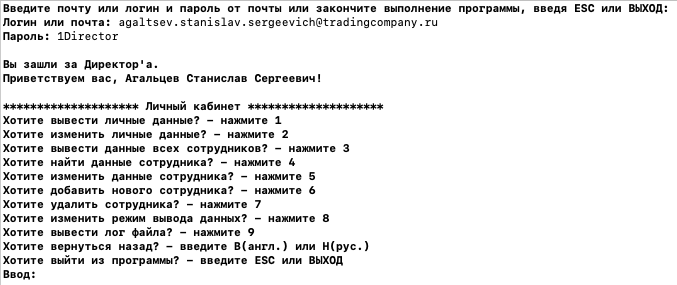 Введите почту или логин и пароль от почты или закончите выполнение программы, введя ESC или ВЫХОД:
Логин или почта: agaltsev.stanislav.sergeevich@tradingcompany.ru
Пароль: 1Director
Вы зашли за Директор'а.
Приветствуем вас, Агальцев Станислав Сергеевич!
******************** Личный кабинет ********************
Хотите вывести личные данные? – нажмите 1
Хотите изменить личные данные? – нажмите 2
Хотите вывести данные всех сотрудников? – нажмите 3
Хотите найти данные сотрудника? – нажмите 4
Хотите изменить данные сотрудника? – нажмите 5
Хотите добавить нового сотрудника? – нажмите 6
Хотите удалить сотрудника? – нажмите 7
Хотите изменить режим вывода данных? – нажмите 8
Хотите вывести лог файла? – нажмите 9
Хотите вернуться назад? – введите B(англ.) или Н(рус.)
Хотите выйти из программы? – введите ESC или ВЫХОД
Ввод: